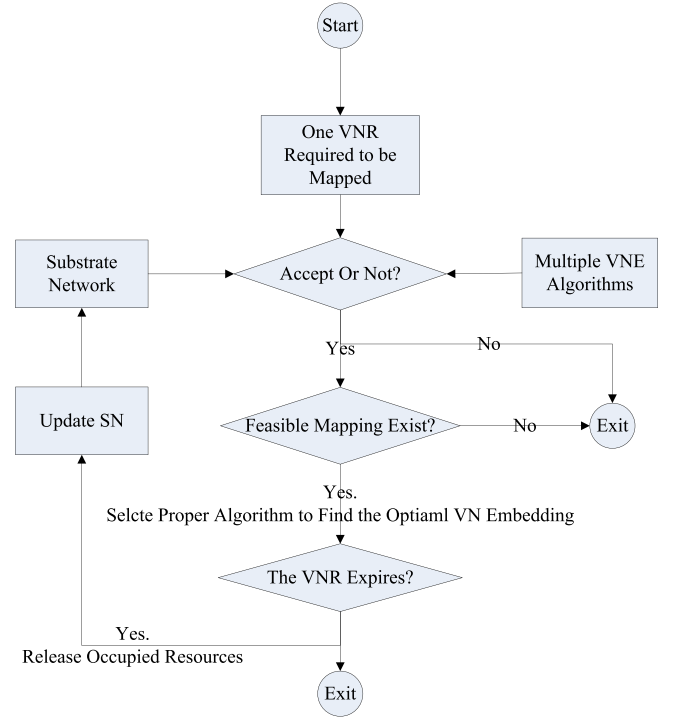 Start
One VNR
Required to be
Mapped
Substrate
Network
Accept Or Not?
Multiple VNE
Algorithms
Yes
No
Update SN
Feasible Mapping Exist?
No
Exit
Yes.
Selcte Proper Algorithm to Find the Optiaml VN Embedding
The VNR Expires?
Yes.
Release Occupied Resources
Exit